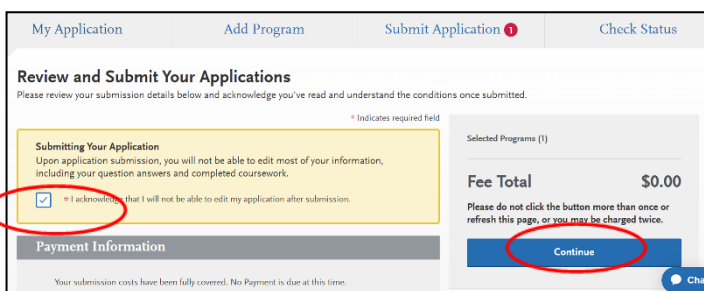 My Application Add Program Submit Application 1 Check Status
Review and Submit Your Applications
Please review your submission details below and acknowledge you've read and understand the conditions once submitted.
* Indicates required field
Submitting Your Application
Upon application submission, you will not be able to edit most of your information,
including your question answers and completed coursework.
* I acknowledge that I will not be able to edit my application after submission.
Payment Information
Your submission costs have been fully covered. No Payment is due at this time.
Selected Programs (1)
Fee Total $0.00
Please do not click the button more than once or
refresh this page, or you may be charged twice.
Continue